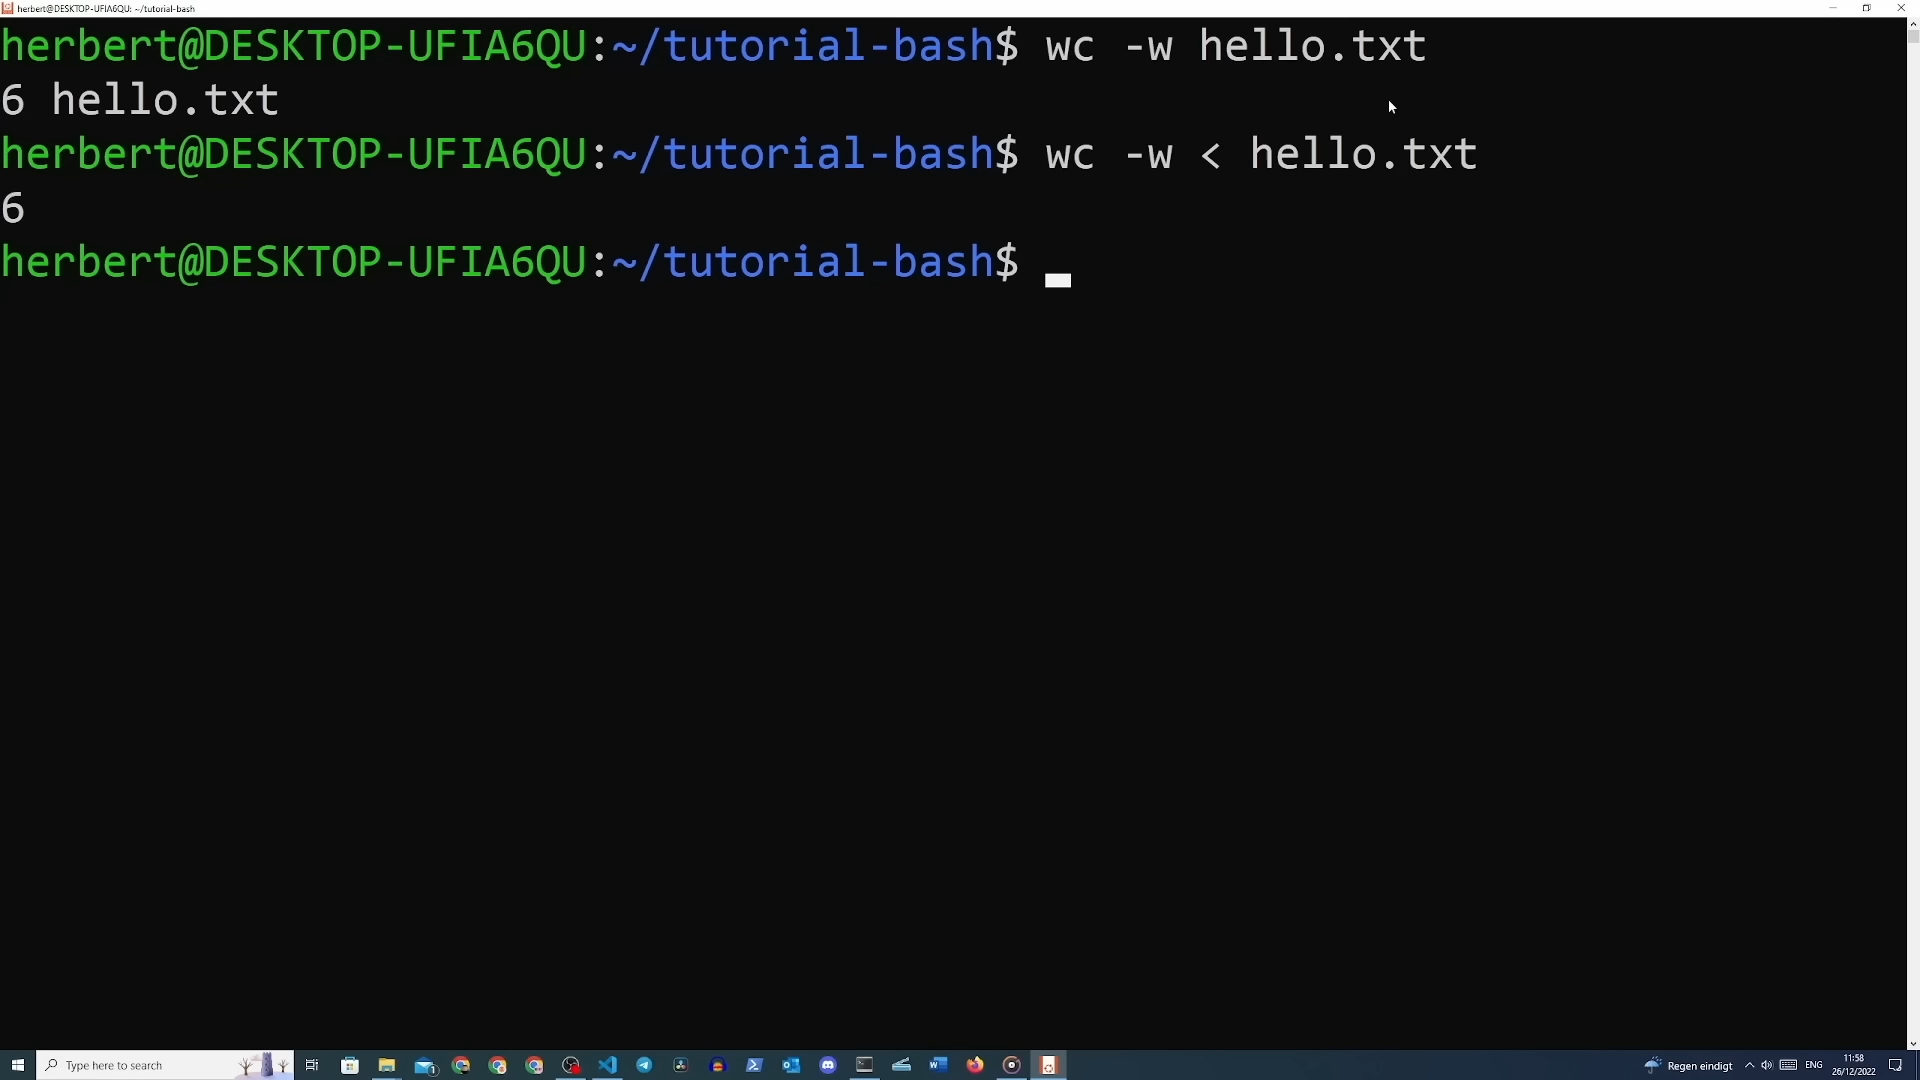 herbert@DESKTOP-UFIA6QU: ~/tutorial-bash
herbert@DESKTOP-UFIA6QU:~/tutorial-bash$ wc -w hello.txt
6 hello.txt
herbert@DESKTOP-UFIA6QU:~/tutorial-bash$ wc -w < hello.txt
6
herbert@DESKTOP-UFIA6QU:~/tutorial-bash$
Type here to search
1
Regen eindigt
ENG
11:58
26/12/2022